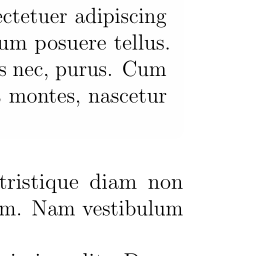 ectetuer adipiscing
um posuere tellus.
s nec, purus. Cum
montes, nascetur
tristique diam non
m. Nam vestibulum